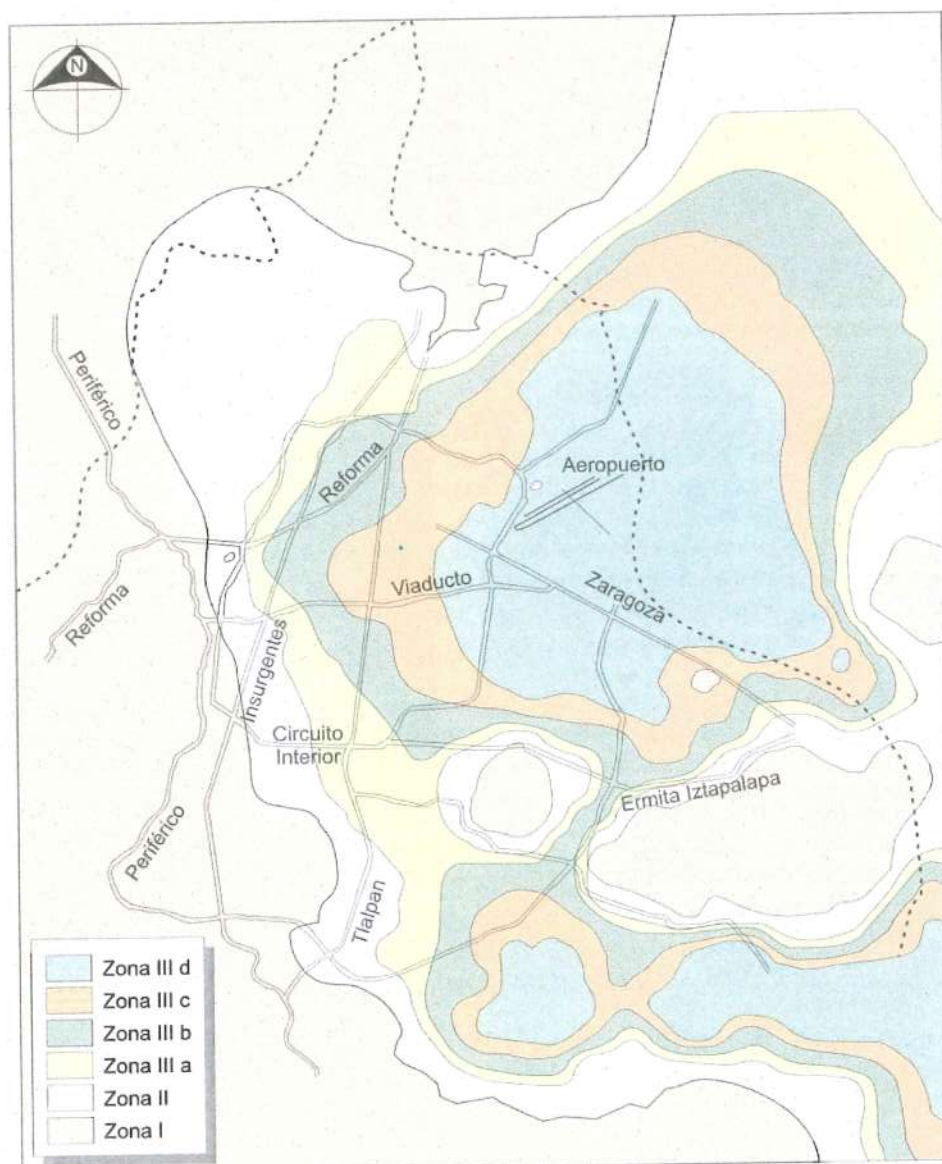 N
Periférico
Reforma
Aeropuerto
Reforma
Viaducto
Zaragoza
Insurgentes
Circuito
Interior
Ermita Iztapalapa
Periférico
Tlalpan
Zona III d
Zona III c
Zona III b
Zona III a
Zona II
Zona I